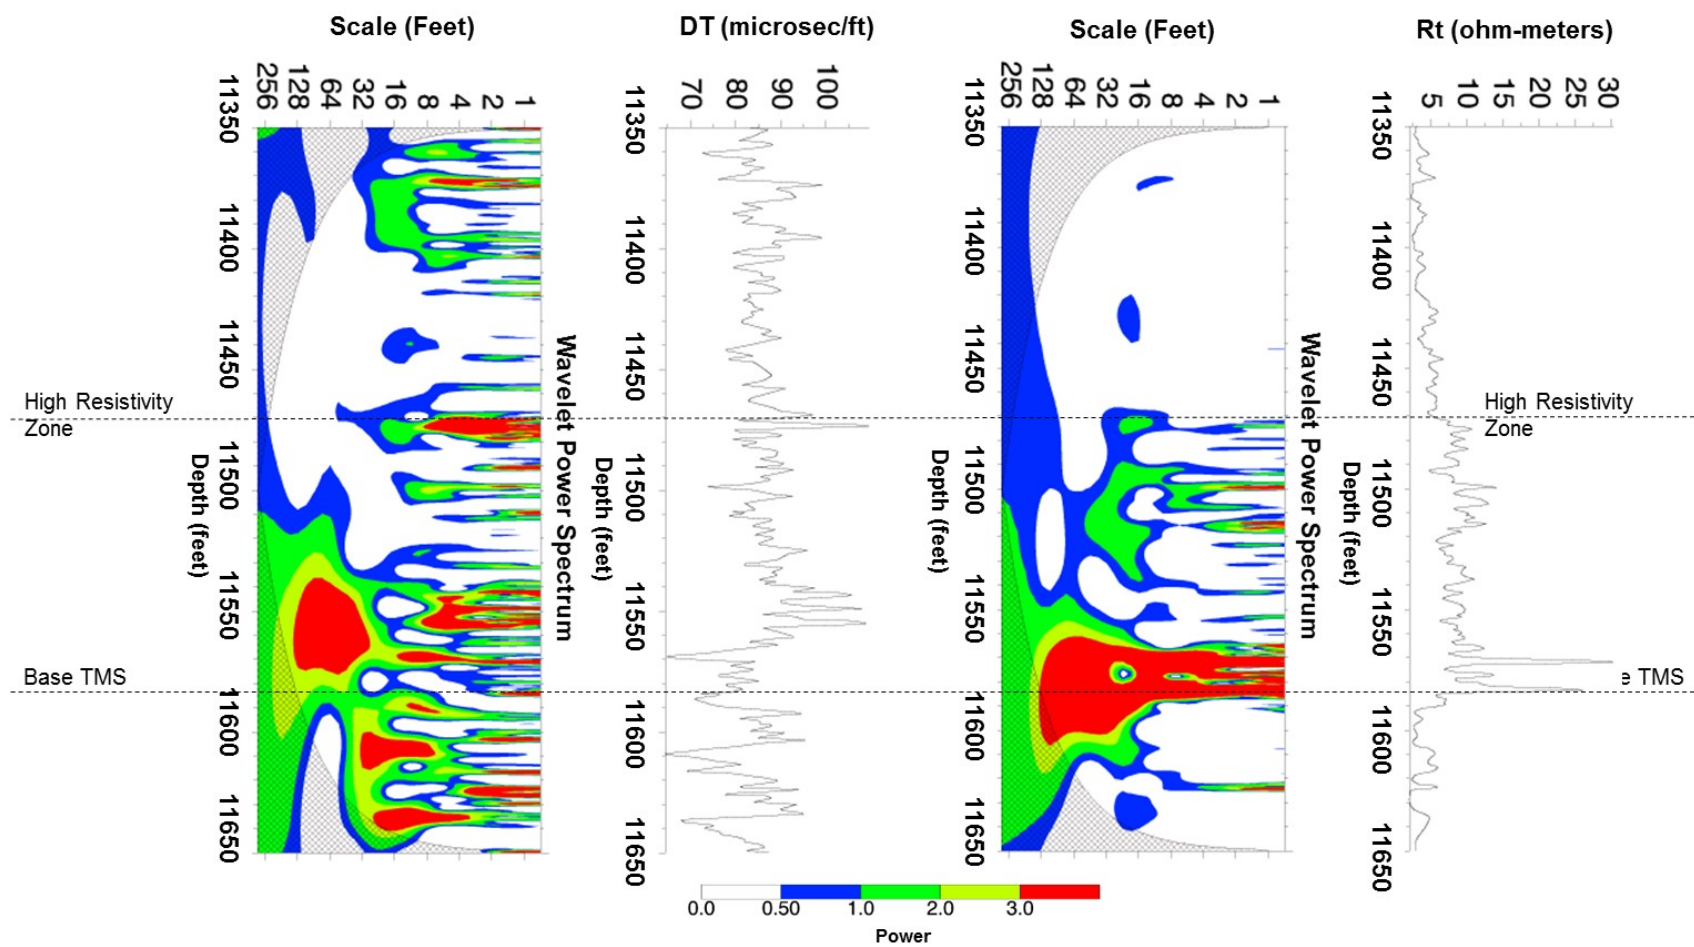 Scale (Feet)
DT (microsec/ft)
Scale (Feet)
Rt (ohm-meters)
256 128 64 32 16 8 4 2 1
70 80 90 100
256 128 64 32 16 8 4 2 1
5 10 15 20 25 30
11350 11400 11450 11500 11550 11600 11650
Depth (feet)
Wavelet Power Spectrum
11350 11400 11450 11500 11550 11600 11650
Depth (feet)
11350 11400 11450 11500 11550 11600 11650
Depth (feet)
Wavelet Power Spectrum
11350 11400 11450 11500 11550 11600 11650
Depth (feet)
High Resistivity
Zone
High Resistivity
Zone
Base TMS
e TMS
0.0 0.50 1.0 2.0 3.0
Power